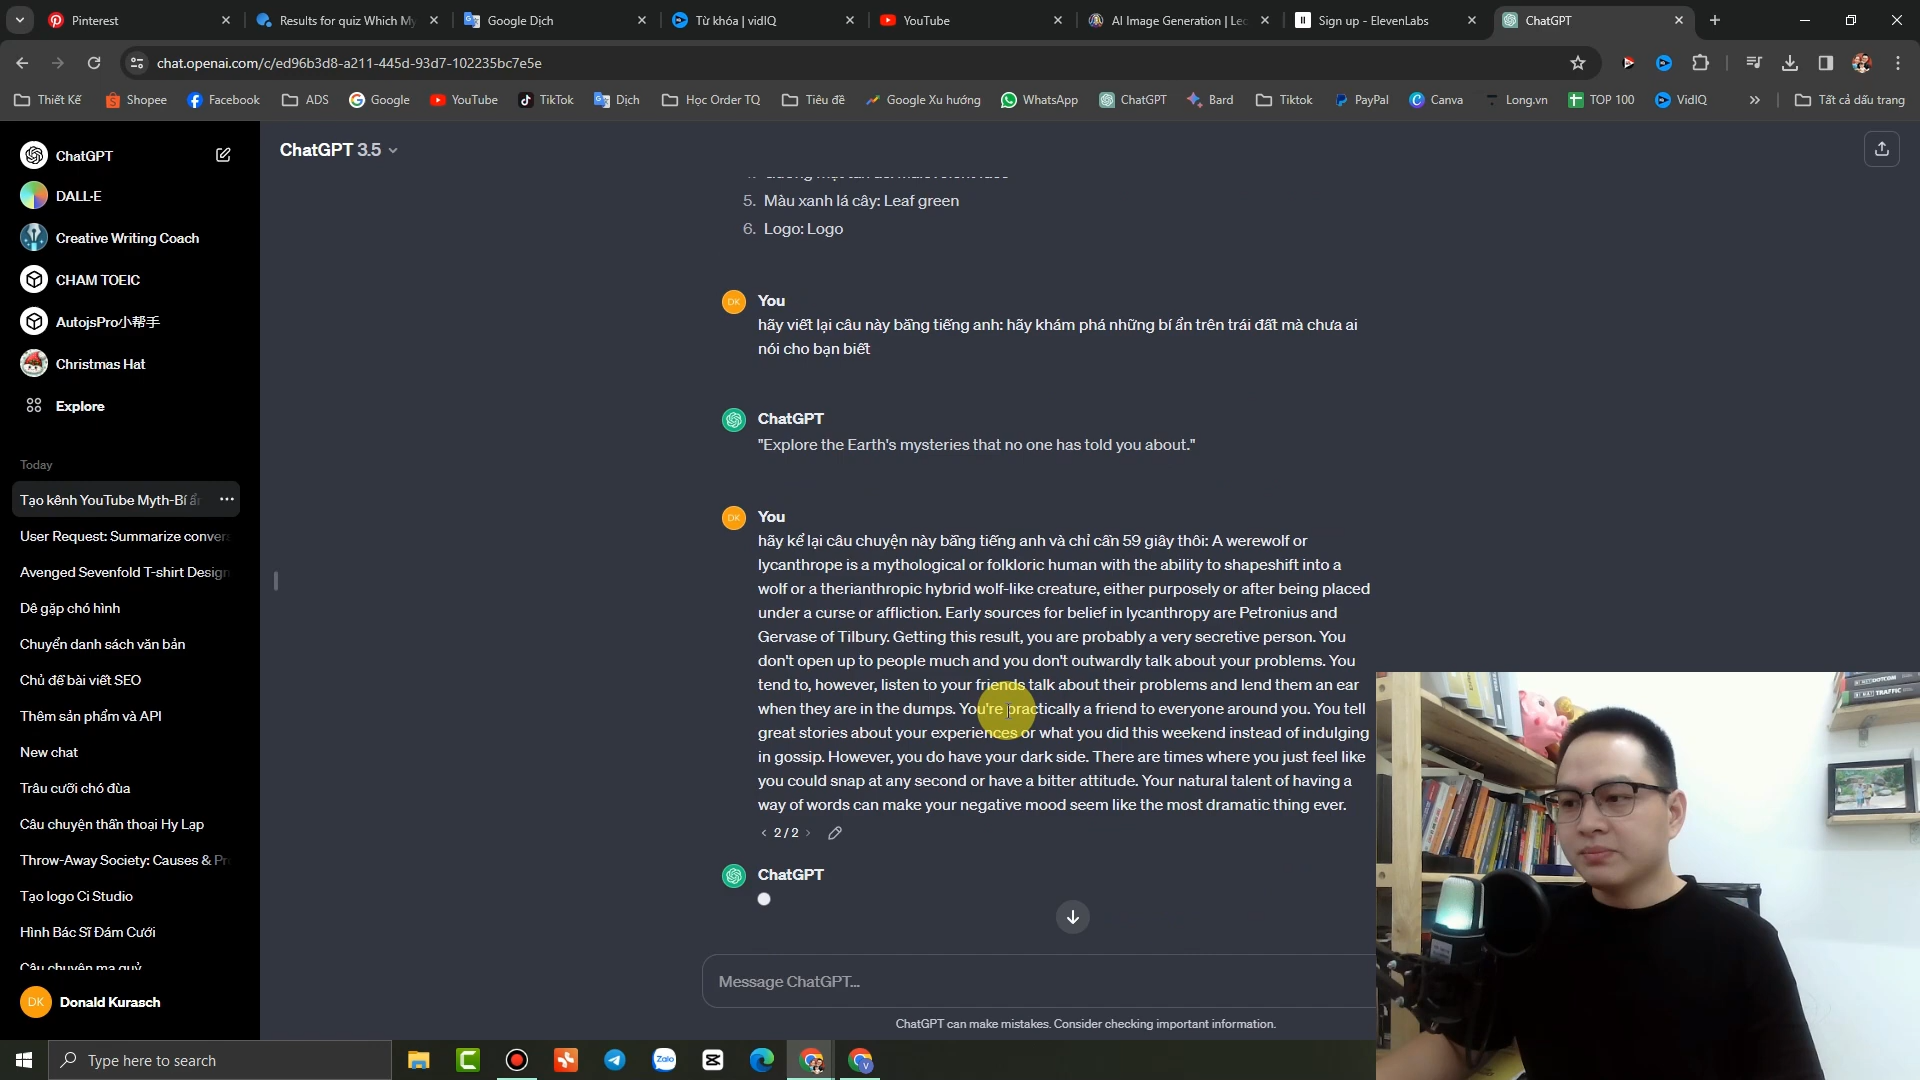 Pinterest
Results for quiz Which My
Google Dịch
Từ khóa | vidIQ
YouTube
AI Image Generation | Leo
Sign up - ElevenLabs
ChatGPT
chat.openai.com/c/ed96b3d8-a211-445d-93d7-102235bc7e5e
Thiết Kế
Shopee
Facebook
ADS
Google
YouTube
TikTok
Dịch
Học Order TQ
Tiêu đề
Google Xu hướng
WhatsApp
ChatGPT
Bard
Tiktok
PayPal
Canva
Long.vn
TOP 100
VidIQ
Tất cả dấu trang
ChatGPT
DALL·E
Creative Writing Coach
CHAM TOEIC
AutojsPro小帮手
Christmas Hat
Explore
Today
Tạo kênh YouTube Myth-Bí ẩ
User Request: Summarize convers
Avenged Sevenfold T-shirt Design
Dê gặp chó hình
Chuyển danh sách văn bản
Chủ đề bài viết SEO
Thêm sản phẩm và API
New chat
Trâu cưỡi chó đùa
Câu chuyện thần thoại Hy Lạp
Throw-Away Society: Causes & Pr
Tạo logo Ci Studio
Hình Bác Sĩ Đám Cưới
Câu chuyện ma quỷ
DK Donald Kurasch
ChatGPT 3.5
5. Màu xanh lá cây: Leaf green
6. Logo: Logo
DK You
hãy viết lại câu này bằng tiếng anh: hãy khám phá những bí ẩn trên trái đất mà chưa ai
nói cho bạn biết
ChatGPT
"Explore the Earth's mysteries that no one has told you about."
DK You
hãy kể lại câu chuyện này bằng tiếng anh và chỉ cần 59 giây thôi: A werewolf or
lycanthrope is a mythological or folkloric human with the ability to shapeshift into a
wolf or a therianthropic hybrid wolf-like creature, either purposely or after being placed
under a curse or affliction. Early sources for belief in lycanthropy are Petronius and
Gervase of Tilbury. Getting this result, you are probably a very secretive person. You
don't open up to people much and you don't outwardly talk about your problems. You
tend to, however, listen to your friends talk about their problems and lend them an ear
when they are in the dumps. You're practically a friend to everyone around you. You tell
great stories about your experiences or what you did this weekend instead of indulging
in gossip. However, you do have your dark side. There are times where you just feel like
you could snap at any second or have a bitter attitude. Your natural talent of having a
way of words can make your negative mood seem like the most dramatic thing ever.
2 / 2
ChatGPT
Message ChatGPT...
ChatGPT can make mistakes. Consider checking important information.
Type here to search
Zalo